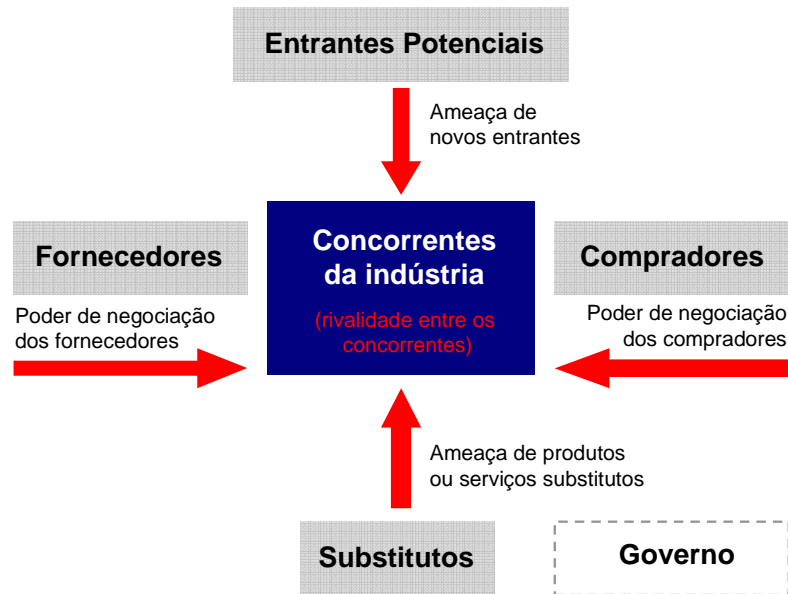 Entrantes Potenciais
Ameaça de
novos entrantes
Fornecedores
Poder de negociação
dos fornecedores
Concorrentes
da indústria
(rivalidade entre os
concorrentes)
Compradores
Poder de negociação
dos compradores
Ameaça de produtos
ou serviços substitutos
Substitutos
Governo